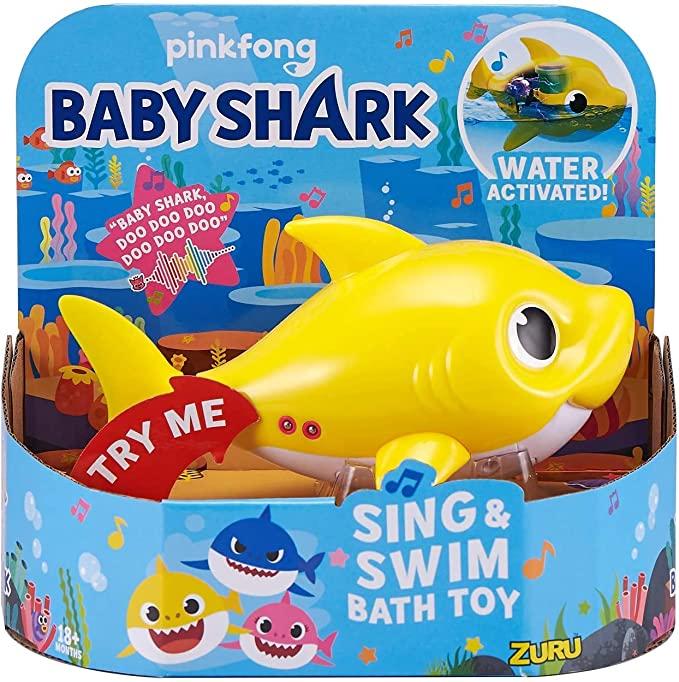 pinkfong
BABY SHARK
WATER
ACTIVATED!
"BABY SHARK,
DOO DOO DOO
DOO DOO DOO"
TRY ME
SING &
SWIM
BATH TOY
18+
MONTHS
ZURU